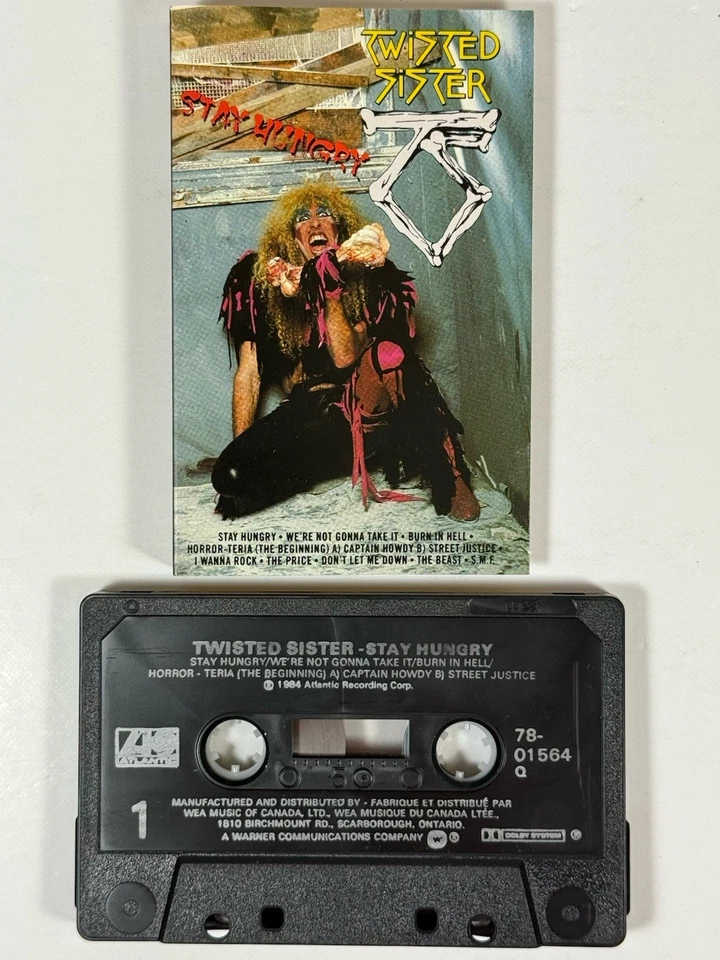 TWISTED
SISTER
STAY HUNGRY
STAY HUNGRY • WE'RE NOT GONNA TAKE IT • BURN IN HELL •
HORROR-TERIA (THE BEGINNING) A) CAPTAIN HOWDY B) STREET JUSTICE •
I WANNA ROCK • THE PRICE • DON'T LET ME DOWN • THE BEAST • S.M.F.
TWISTED SISTER - STAY HUNGRY
STAY HUNGRY/WE'RE NOT GONNA TAKE IT/BURN IN HELL/
HORROR - TERIA (THE BEGINNING) A) CAPTAIN HOWDY B) STREET JUSTICE
℗ 1984 Atlantic Recording Corp.
ATLANTIC
78-
01564
Q
1
MANUFACTURED AND DISTRIBUTED BY - FABRIQUE ET DISTRIBUÉ PAR
WEA MUSIC OF CANADA, LTD., WEA MUSIQUE DU CANADA LTÉE.,
1810 BIRCHMOUNT RD., SCARBOROUGH, ONTARIO.
A WARNER COMMUNICATIONS COMPANY
DOLBY SYSTEM